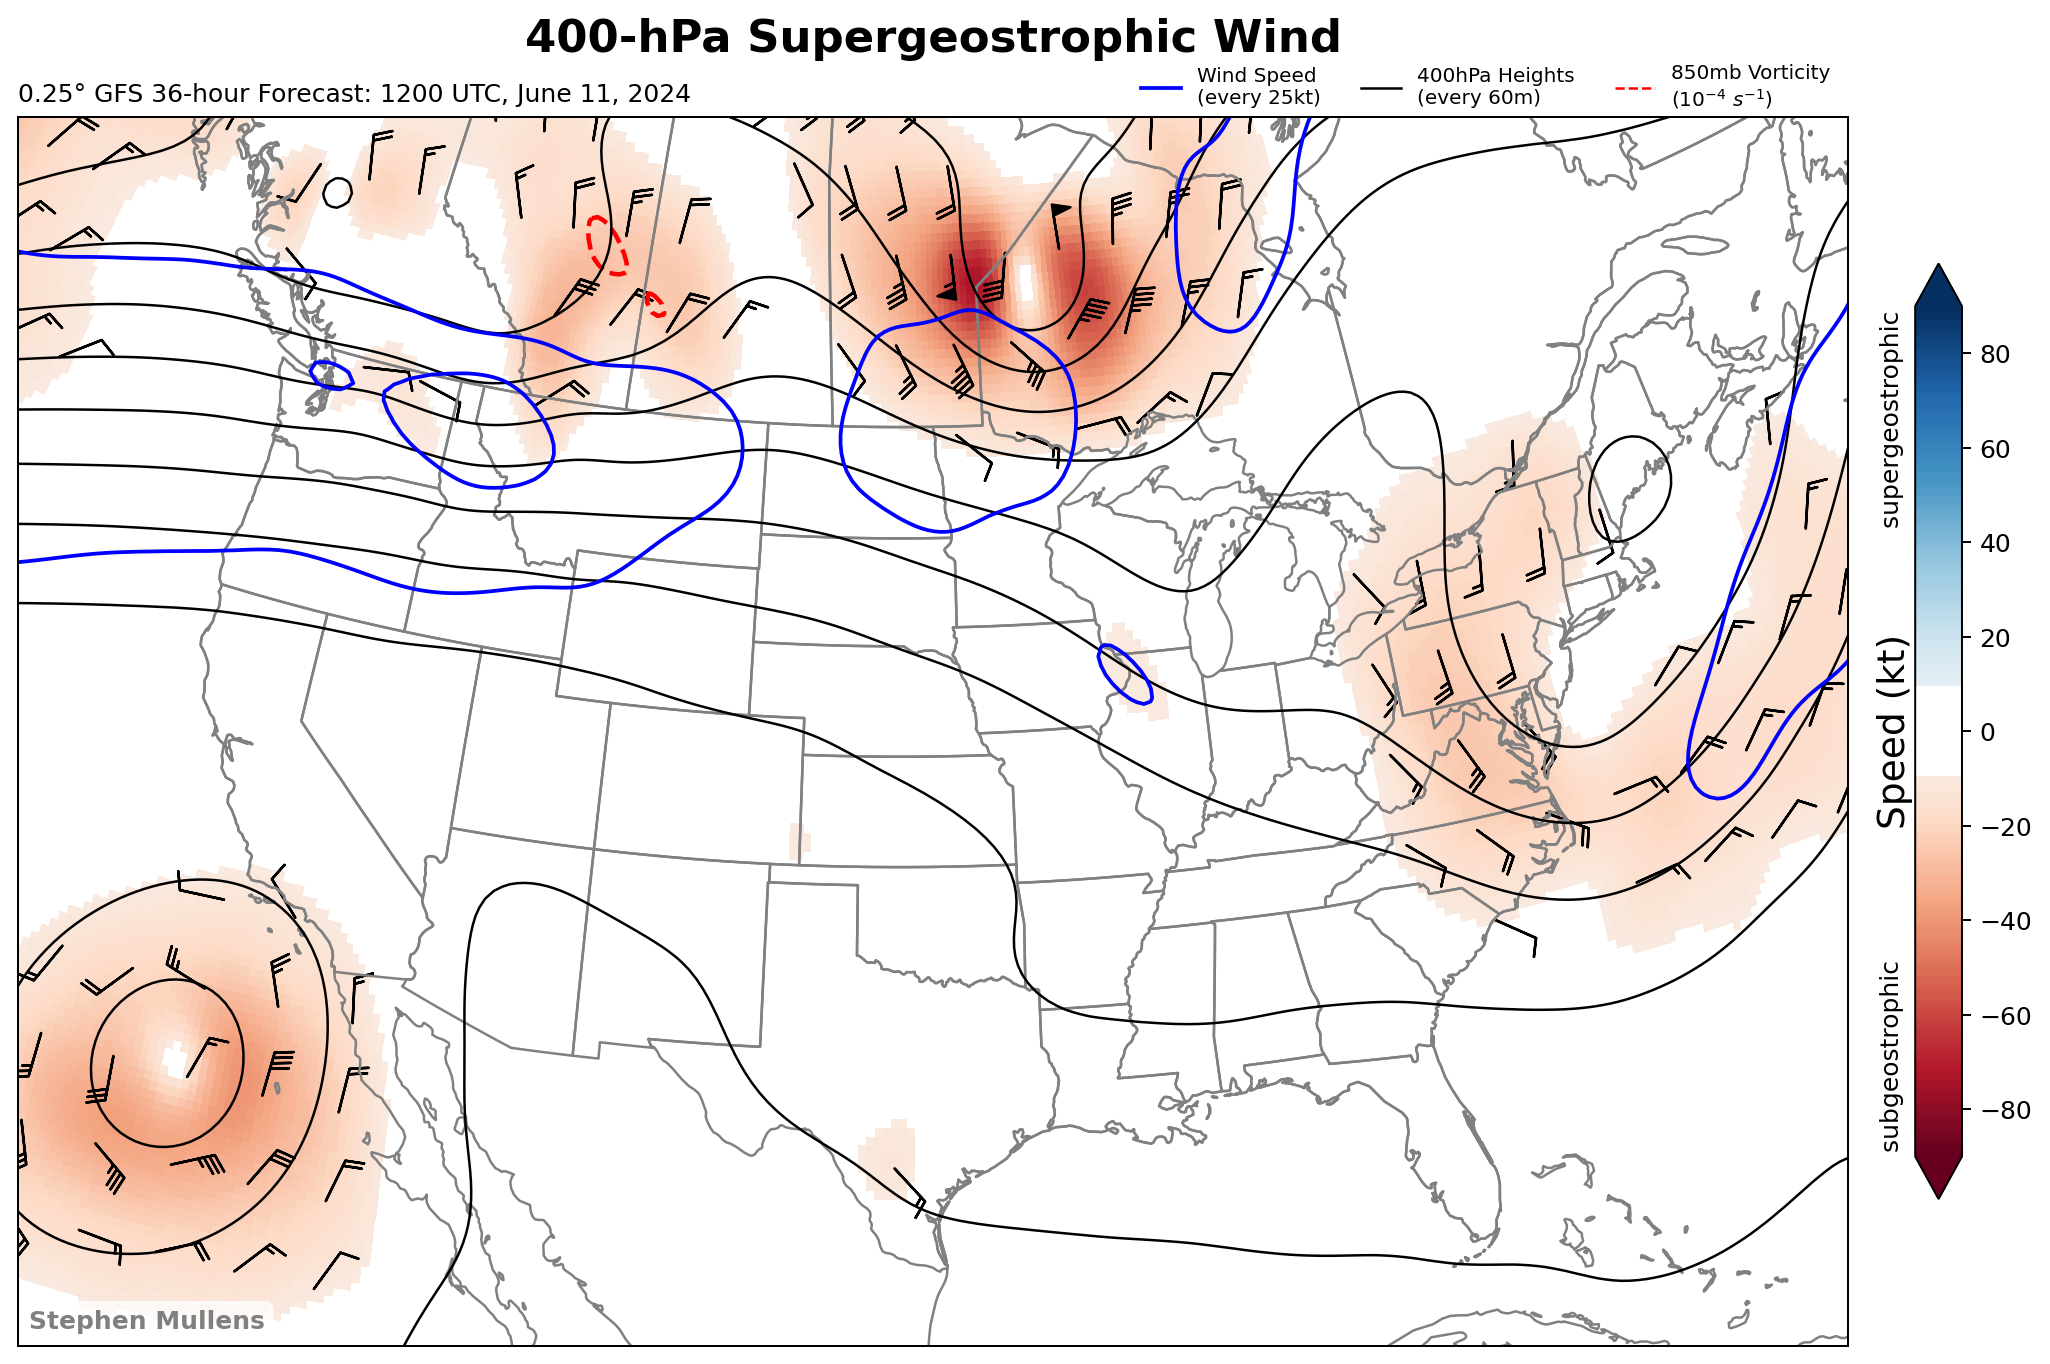 400-hPa Supergeostrophic Wind
0.25° GFS 36-hour Forecast: 1200 UTC, June 11, 2024
Wind Speed
(every 25kt)
400hPa Heights
(every 60m)
850mb Vorticity
(10⁻⁴ s⁻¹)
supergeostrophic
Speed (kt)
subgeostrophic
80
60
40
20
0
−20
−40
−60
−80
Stephen Mullens